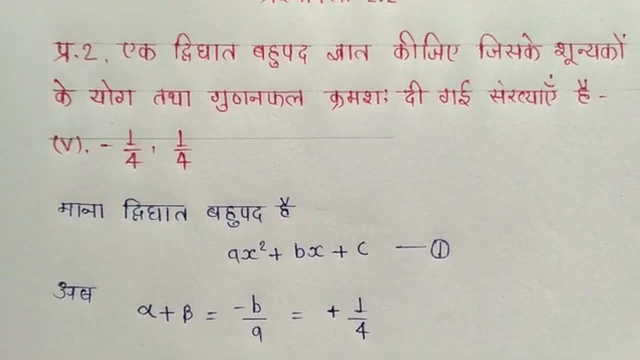 प्र.2. एक द्विघात बहुपद ज्ञात कीजिए जिसके शून्यकों
के योग तथा गुणनफल क्रमशः दी गई संख्याएँ है -
(V). - 1/4 , 1/4
माना द्विघात बहुपद है
ax² + bx + c — ①
अब
α + β = -b/a = + 1/4